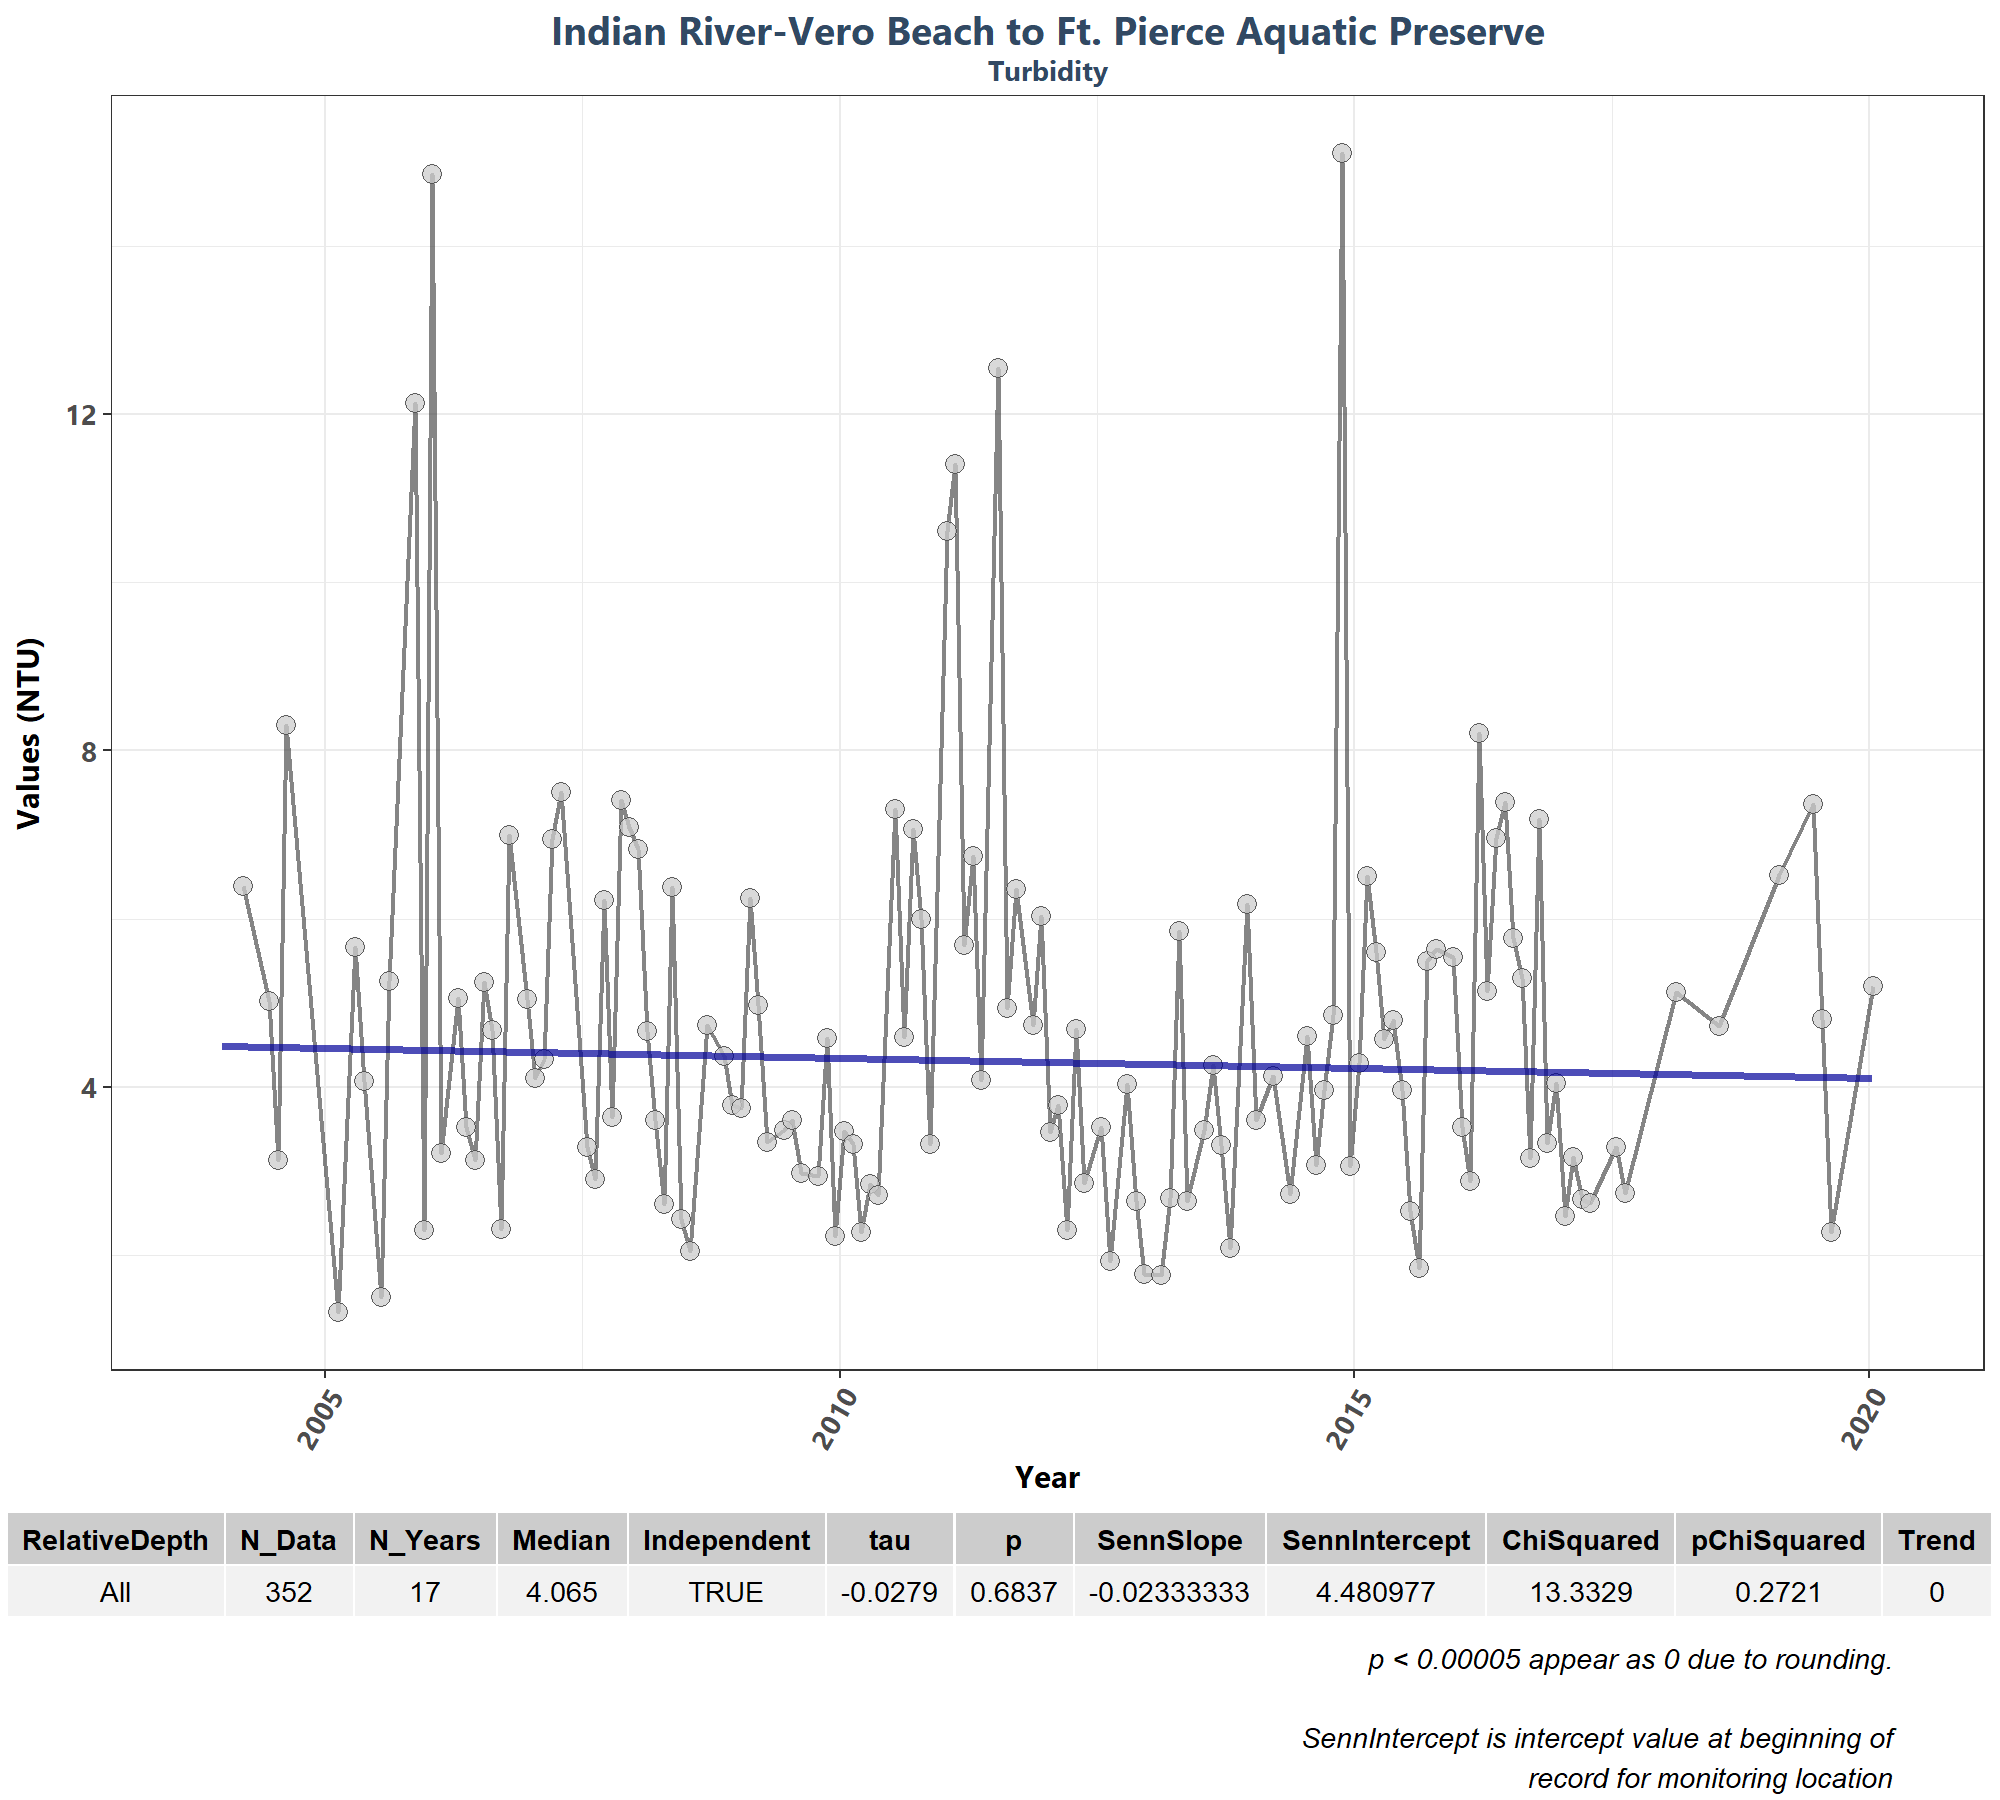 Indian River-Vero Beach to Ft. Pierce Aquatic Preserve
Turbidity
Values (NTU)
12
8
4
2005
2010
2015
2020
Year
RelativeDepth N_Data N_Years Median Independent tau p SennSlope SennIntercept ChiSquared pChiSquared Trend
All 352 17 4.065 TRUE -0.0279 0.6837 -0.02333333 4.480977 13.3329 0.2721 0
p < 0.00005 appear as 0 due to rounding.
SennIntercept is intercept value at beginning of
record for monitoring location